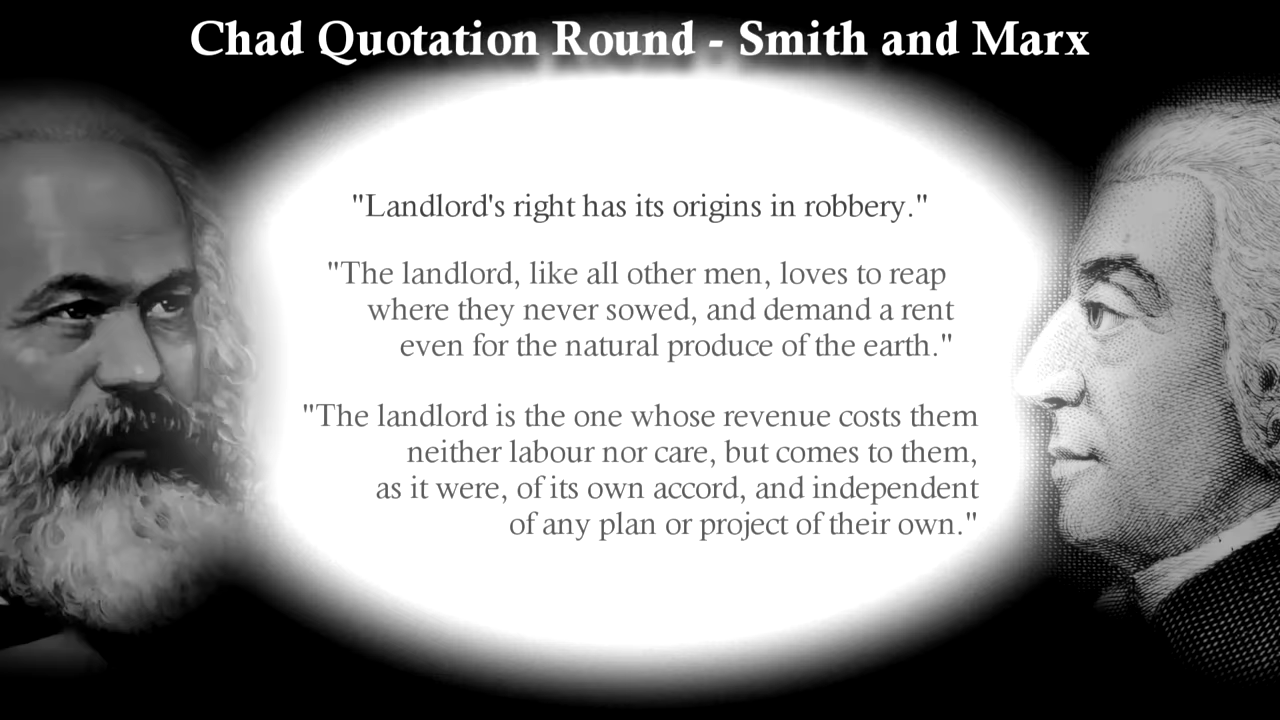 Chad Quotation Round - Smith and Marx
"Landlord's right has its origins in robbery."
"The landlord, like all other men, loves to reap
where they never sowed, and demand a rent
even for the natural produce of the earth."
"The landlord is the one whose revenue costs them
neither labour nor care, but comes to them,
as it were, of its own accord, and independent
of any plan or project of their own."